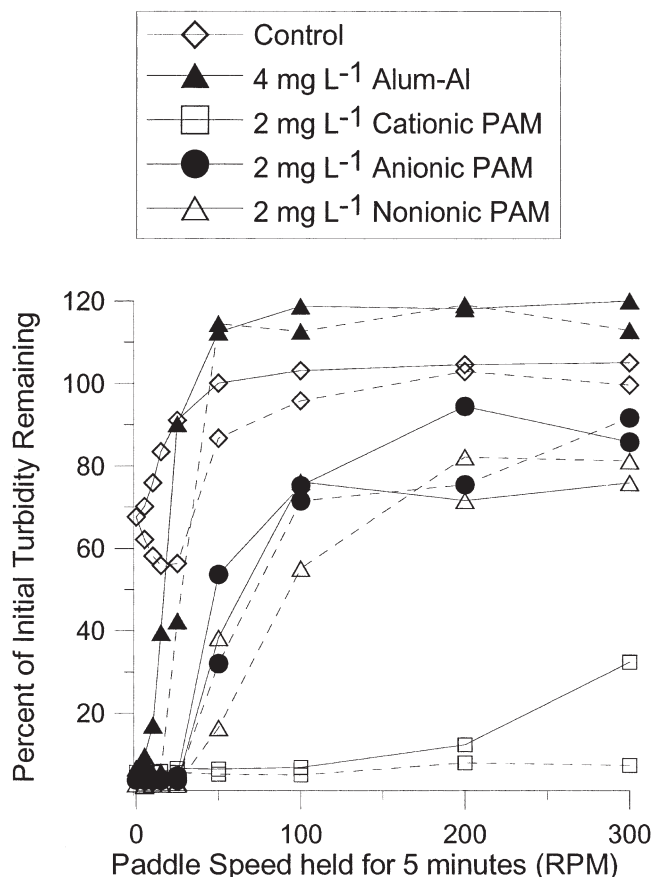 Control
4 mg L-1 Alum-Al
2 mg L-1 Cationic PAM
2 mg L-1 Anionic PAM
2 mg L-1 Nonionic PAM
Percent of Initial Turbidity Remaining
120
100
80
60
40
20
0 100 200 300
Paddle Speed held for 5 minutes (RPM)